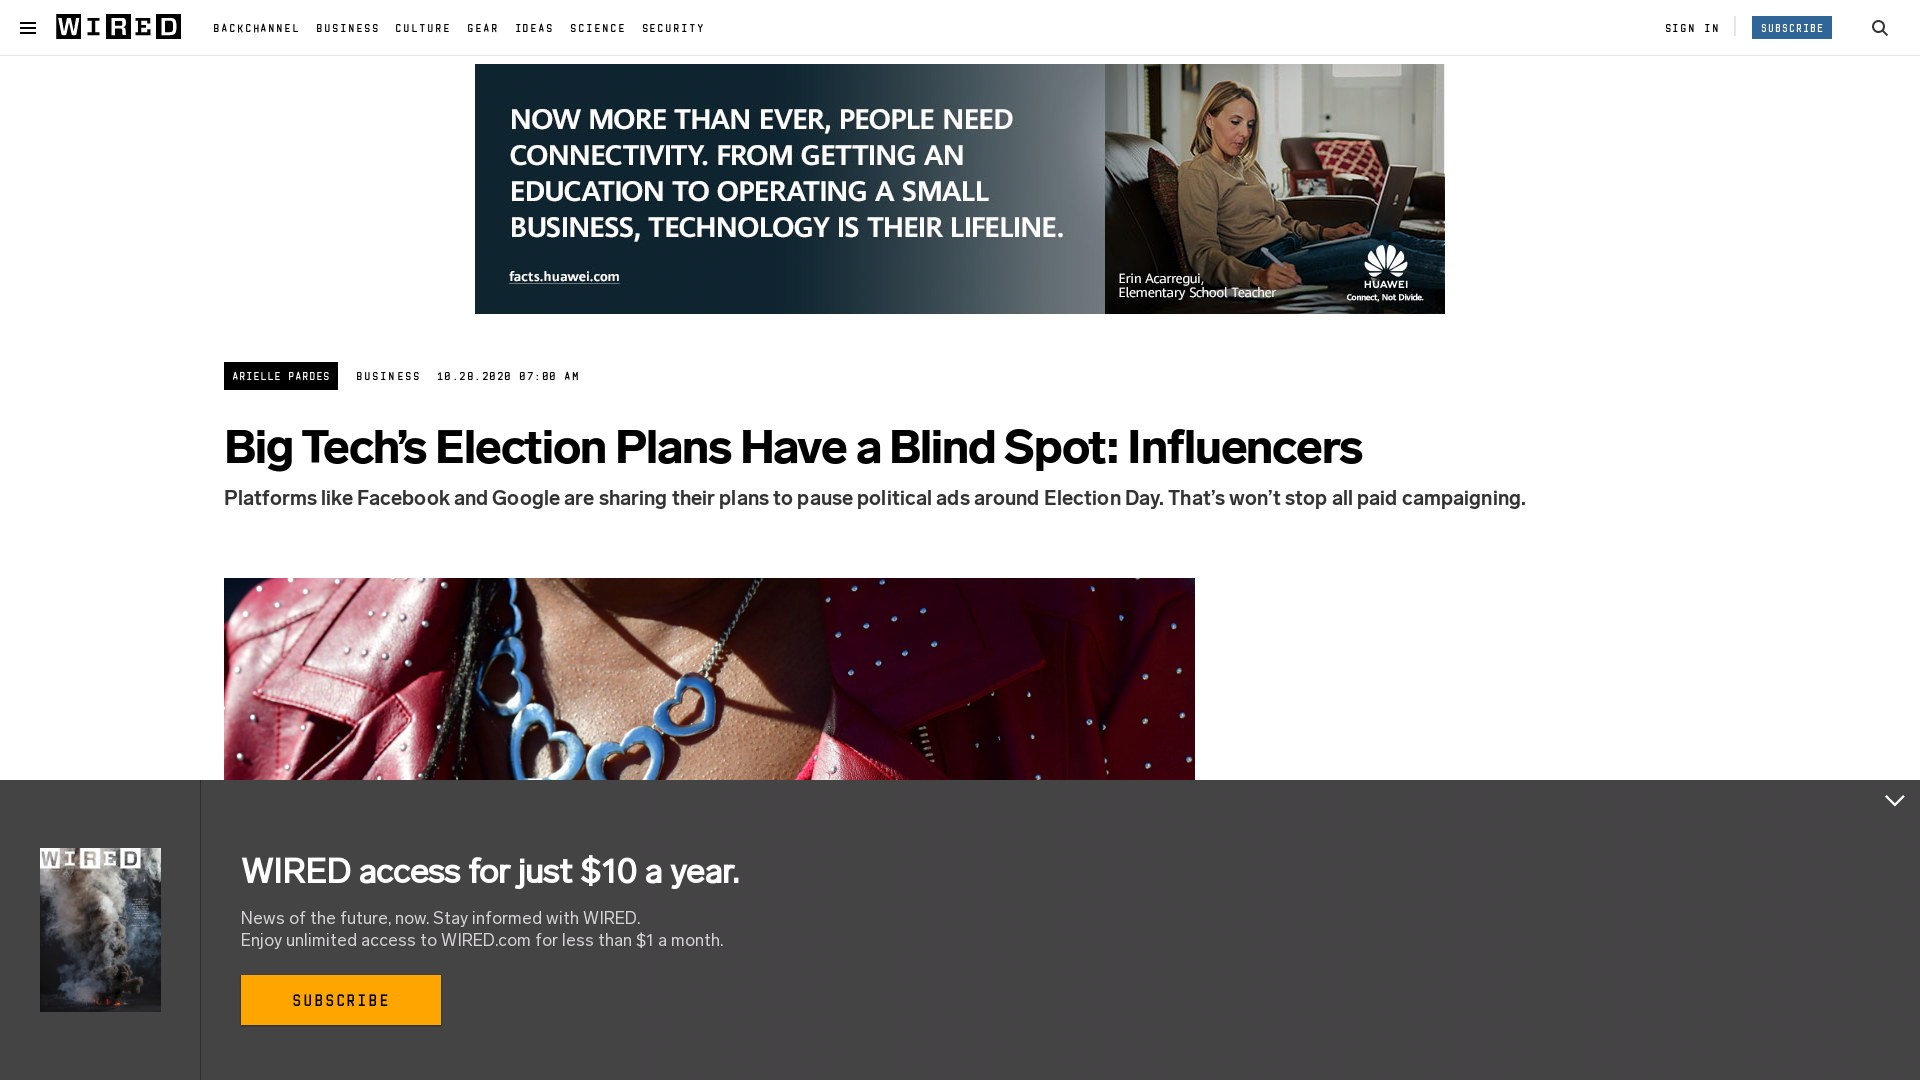 WIRED
BACKCHANNEL BUSINESS CULTURE GEAR IDEAS SCIENCE SECURITY
SIGN IN
SUBSCRIBE
NOW MORE THAN EVER, PEOPLE NEED
CONNECTIVITY. FROM GETTING AN
EDUCATION TO OPERATING A SMALL
BUSINESS, TECHNOLOGY IS THEIR LIFELINE.
facts.huawei.com
Erin Acarregui,
Elementary School Teacher
HUAWEI
Connect, Not Divide.
ARIELLE PARDES BUSINESS 10.28.2020 07:00 AM
Big Tech’s Election Plans Have a Blind Spot: Influencers
Platforms like Facebook and Google are sharing their plans to pause political ads around Election Day. That’s won’t stop all paid campaigning.
WIRED
WIRED access for just $10 a year.
News of the future, now. Stay informed with WIRED.
Enjoy unlimited access to WIRED.com for less than $1 a month.
SUBSCRIBE